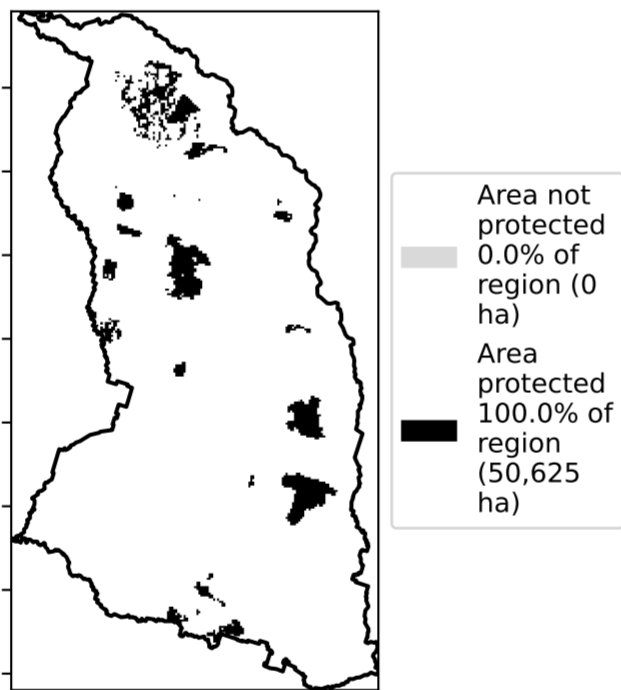 Area not
protected
0.0% of
region (0
ha)
Area
protected
100.0% of
region
(50,625
ha)